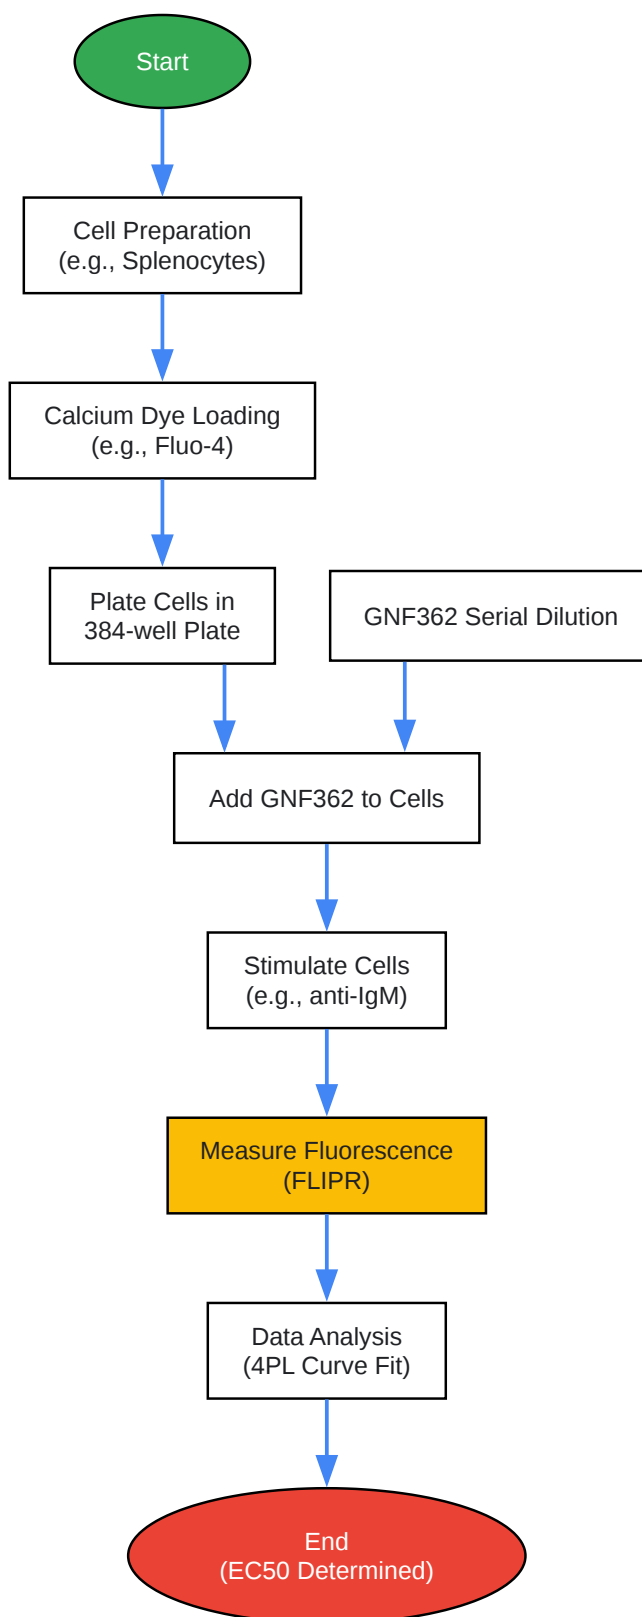 Start
Cell Preparation
(e.g., Splenocytes)
Calcium Dye Loading
(e.g., Fluo-4)
Plate Cells in
384-well Plate
GNF362 Serial Dilution
Add GNF362 to Cells
Stimulate Cells
(e.g., anti-IgM)
Measure Fluorescence
(FLIPR)
Data Analysis
(4PL Curve Fit)
End
(EC50 Determined)